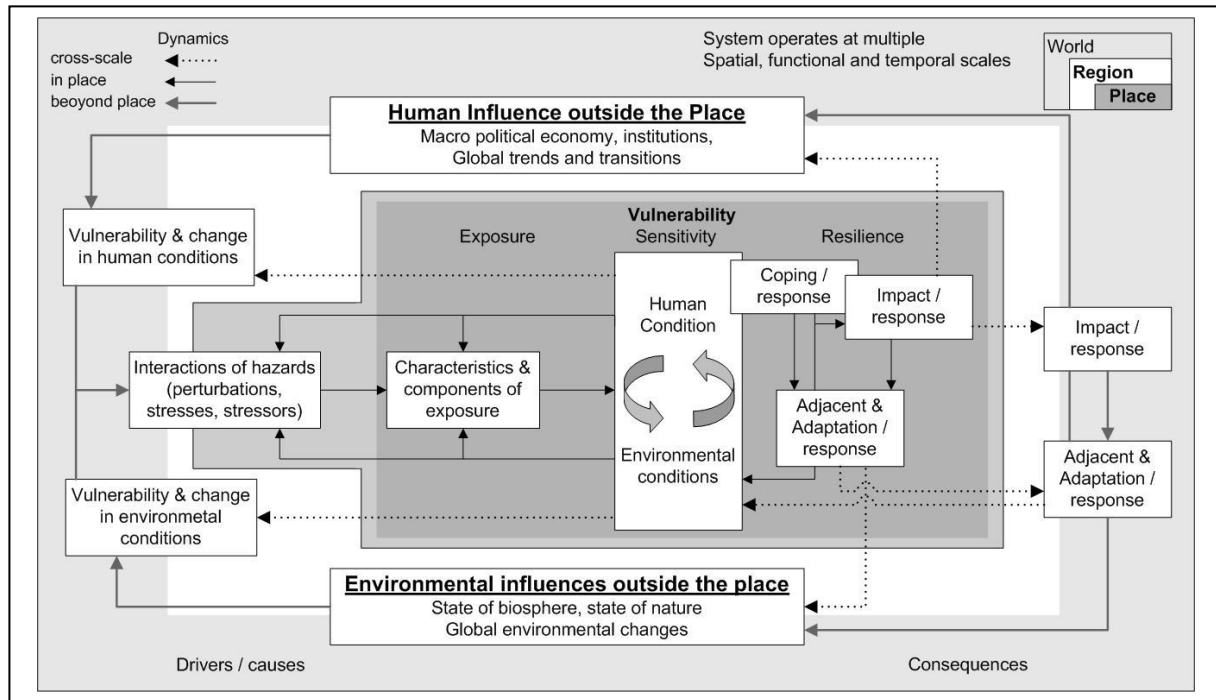 Dynamics
cross-scale
in place
beoyond place
System operates at multiple
Spatial, functional and temporal scales
World
Region
Place
Human Influence outside the Place
Macro political economy, institutions,
Global trends and transitions
Vulnerability & change
in human conditions
Vulnerability
Exposure
Sensitivity
Resilience
Human
Condition
Coping /
response
Impact /
response
Impact /
response
Interactions of hazards
(perturbations,
stresses, stressors)
Characteristics &
components of
exposure
Adjacent &
Adaptation /
response
Environmental
conditions
Adjacent &
Adaptation /
response
Vulnerability & change
in environmetal
conditions
Environmental influences outside the place
State of biosphere, state of nature
Global environmental changes
Drivers / causes
Consequences